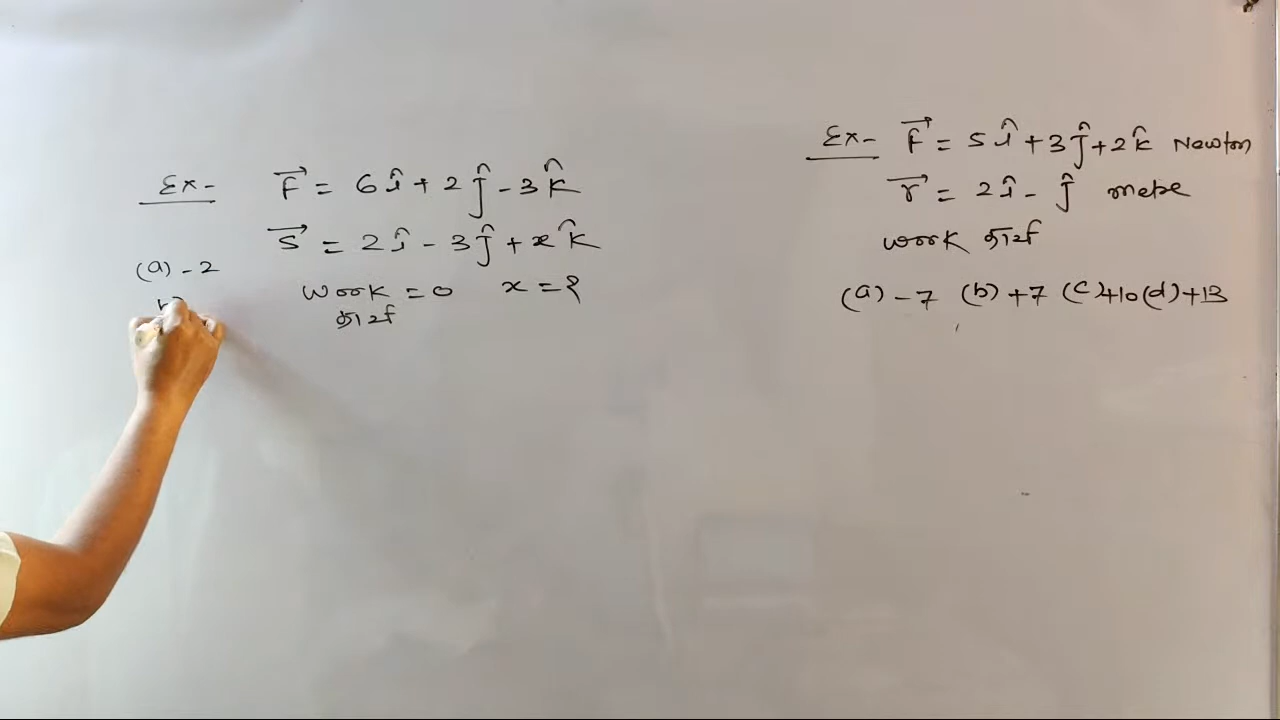 Ex- F⃗ = 6î + 2ĵ - 3k̂
S⃗ = 2î - 3ĵ + xk̂
(a) - 2
work = 0 x = ?
कार्य
Ex- F⃗ = 5î + 3ĵ + 2k̂ Newton
r⃗ = 2î - ĵ
work कार्य
(a) - 7 (b) + 7 (c) +10 (d) +13